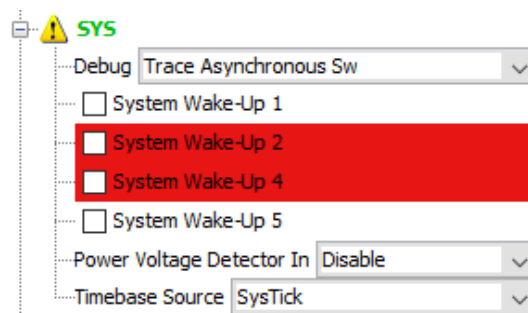 SYS
Debug Trace Asynchronous Sw
System Wake-Up 1
System Wake-Up 2
System Wake-Up 4
System Wake-Up 5
Power Voltage Detector In Disable
Timebase Source SysTick